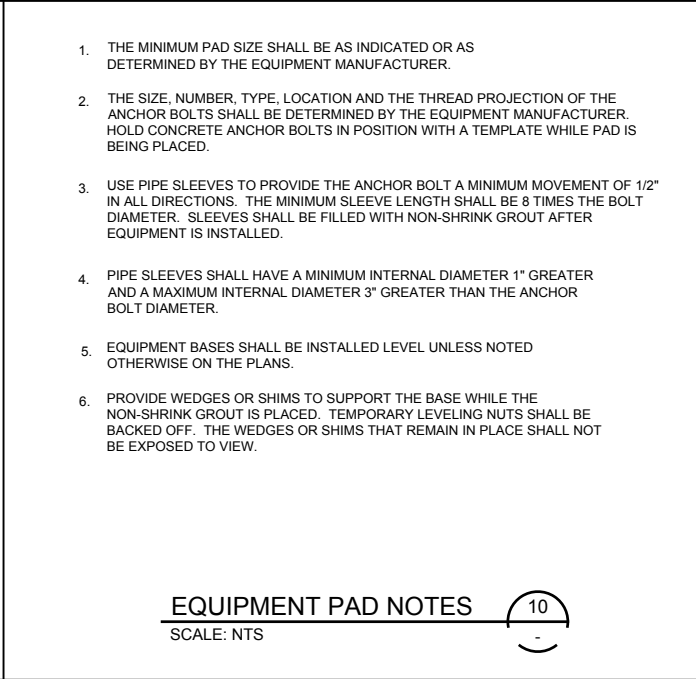 1. THE MINIMUM PAD SIZE SHALL BE AS INDICATED OR AS
DETERMINED BY THE EQUIPMENT MANUFACTURER.
2. THE SIZE, NUMBER, TYPE, LOCATION AND THE THREAD PROJECTION OF THE
ANCHOR BOLTS SHALL BE DETERMINED BY THE EQUIPMENT MANUFACTURER.
HOLD CONCRETE ANCHOR BOLTS IN POSITION WITH A TEMPLATE WHILE PAD IS
BEING PLACED.
3. USE PIPE SLEEVES TO PROVIDE THE ANCHOR BOLT A MINIMUM MOVEMENT OF 1/2"
IN ALL DIRECTIONS. THE MINIMUM SLEEVE LENGTH SHALL BE 8 TIMES THE BOLT
DIAMETER. SLEEVES SHALL BE FILLED WITH NON-SHRINK GROUT AFTER
EQUIPMENT IS INSTALLED.
4. PIPE SLEEVES SHALL HAVE A MINIMUM INTERNAL DIAMETER 1" GREATER
AND A MAXIMUM INTERNAL DIAMETER 3" GREATER THAN THE ANCHOR
BOLT DIAMETER.
5. EQUIPMENT BASES SHALL BE INSTALLED LEVEL UNLESS NOTED
OTHERWISE ON THE PLANS.
6. PROVIDE WEDGES OR SHIMS TO SUPPORT THE BASE WHILE THE
NON-SHRINK GROUT IS PLACED. TEMPORARY LEVELING NUTS SHALL BE
BACKED OFF. THE WEDGES OR SHIMS THAT REMAIN IN PLACE SHALL NOT
BE EXPOSED TO VIEW.
EQUIPMENT PAD NOTES 10
SCALE: NTS -